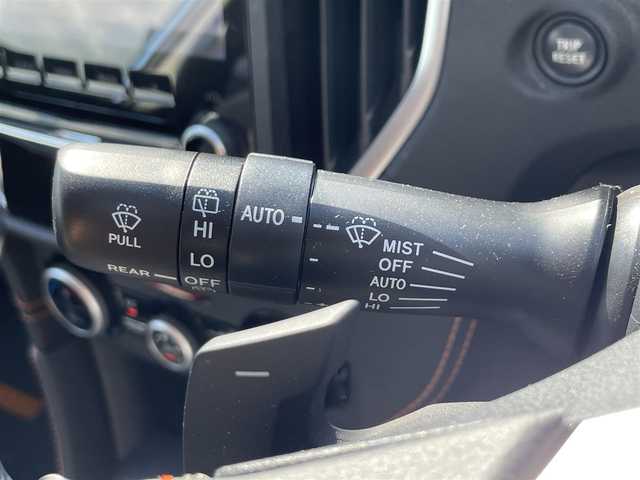 TRIP
RESET
PULL
REAR
HI
LO
OFF
AUTO
MIST
OFF
AUTO
LO
HI